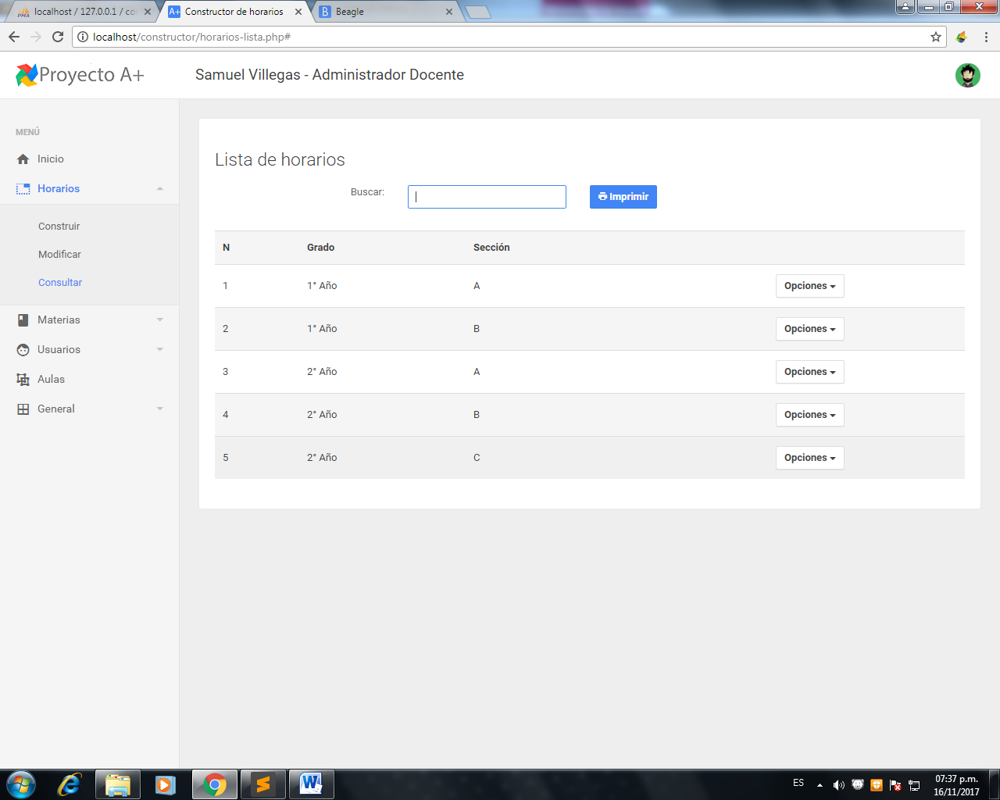 localhost / 127.0.0.1 / co
Constructor de horarios
Beagle
localhost/constructor/horarios-lista.php#
Proyecto A+
Samuel Villegas - Administrador Docente
MENÚ
Inicio
Horarios
Construir
Modificar
Consultar
Materias
Usuarios
Aulas
General
Lista de horarios
Buscar:
Imprimir
N Grado Sección
1 1° Año A Opciones
2 1° Año B Opciones
3 2° Año A Opciones
4 2° Año B Opciones
5 2° Año C Opciones
ES
07:37 p.m.
16/11/2017